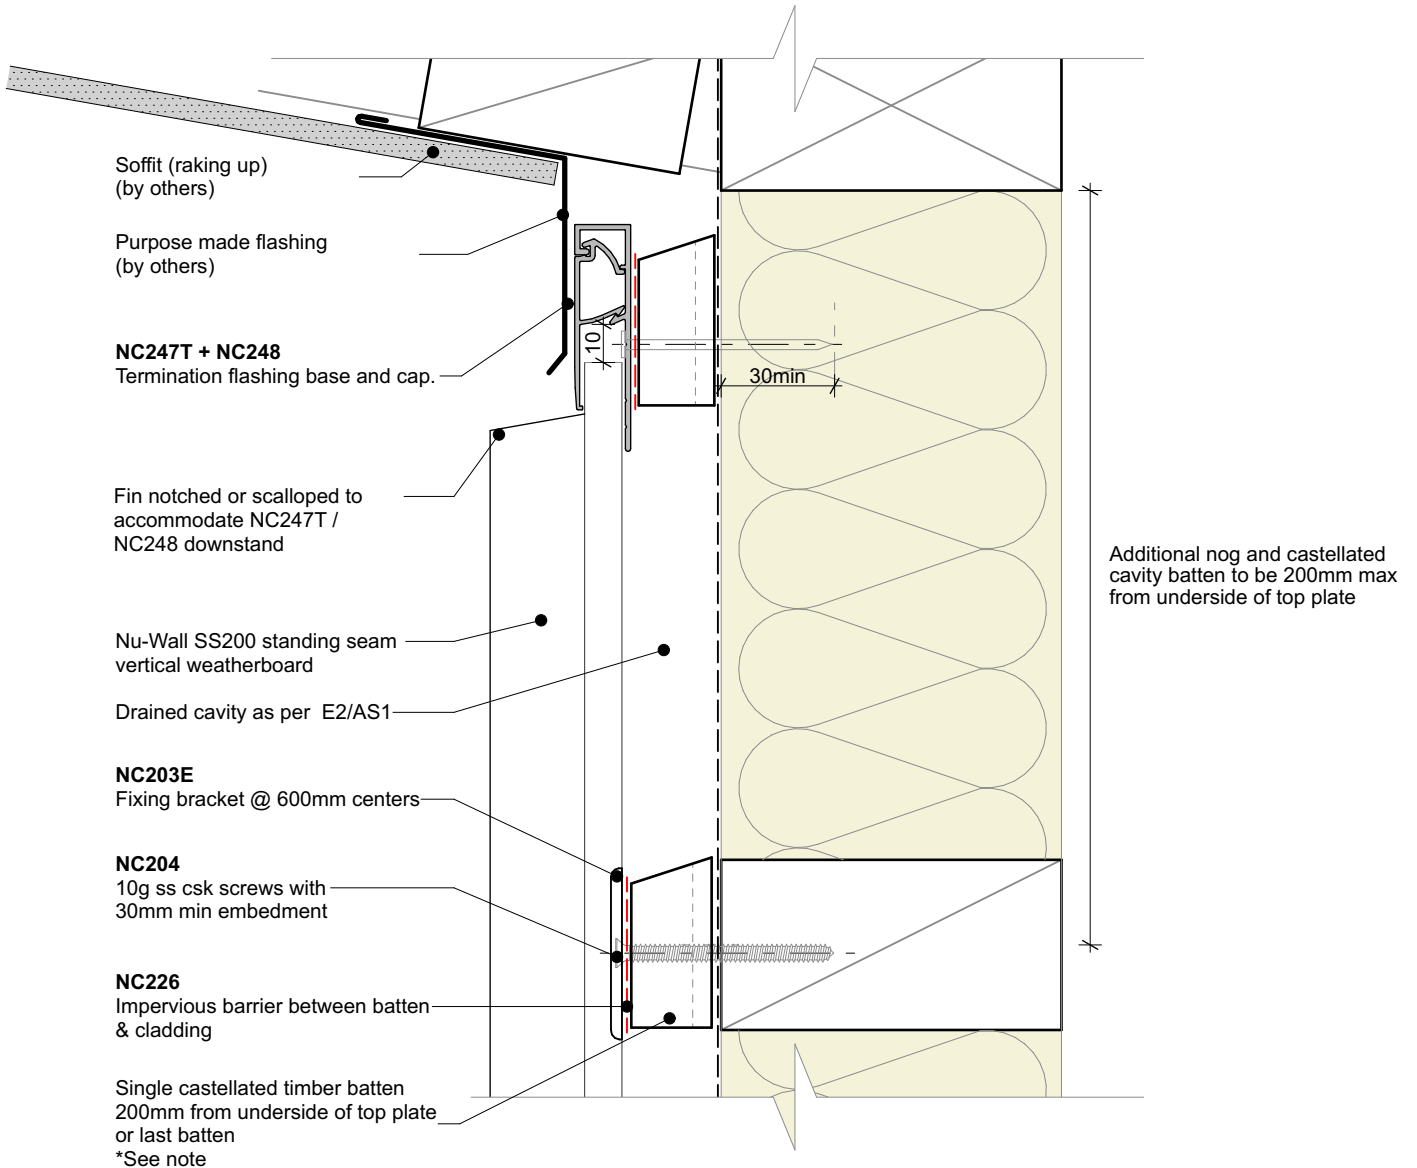 Soffit (raking up)
(by others)
Purpose made flashing
(by others)
NC247T + NC248
Termination flashing base and cap.
10
30min
Fin notched or scalloped to
accommodate NC247T /
NC248 downstand
Additional nog and castellated
cavity batten to be 200mm max
from underside of top plate
Nu-Wall SS200 standing seam
vertical weatherboard
Drained cavity as per E2/AS1
NC203E
Fixing bracket @ 600mm centers
NC204
10g ss csk screws with
30mm min embedment
NC226
Impervious barrier between batten
& cladding
Single castellated timber batten
200mm from underside of top plate
or last batten
*See note